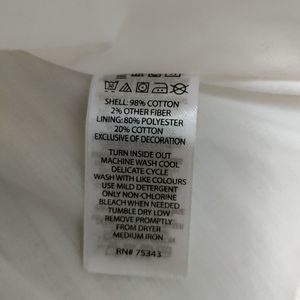 SHELL: 98% COTTON
2% OTHER FIBER
LINING: 80% POLYESTER
20% COTTON
EXCLUSIVE OF DECORATION
TURN INSIDE OUT
MACHINE WASH COOL
DELICATE CYCLE
WASH WITH LIKE COLOURS
USE MILD DETERGENT
ONLY NON-CHLORINE
BLEACH WHEN NEEDED
TUMBLE DRY LOW
REMOVE PROMPTLY
FROM DRYER
MEDIUM IRON
RN# 75343